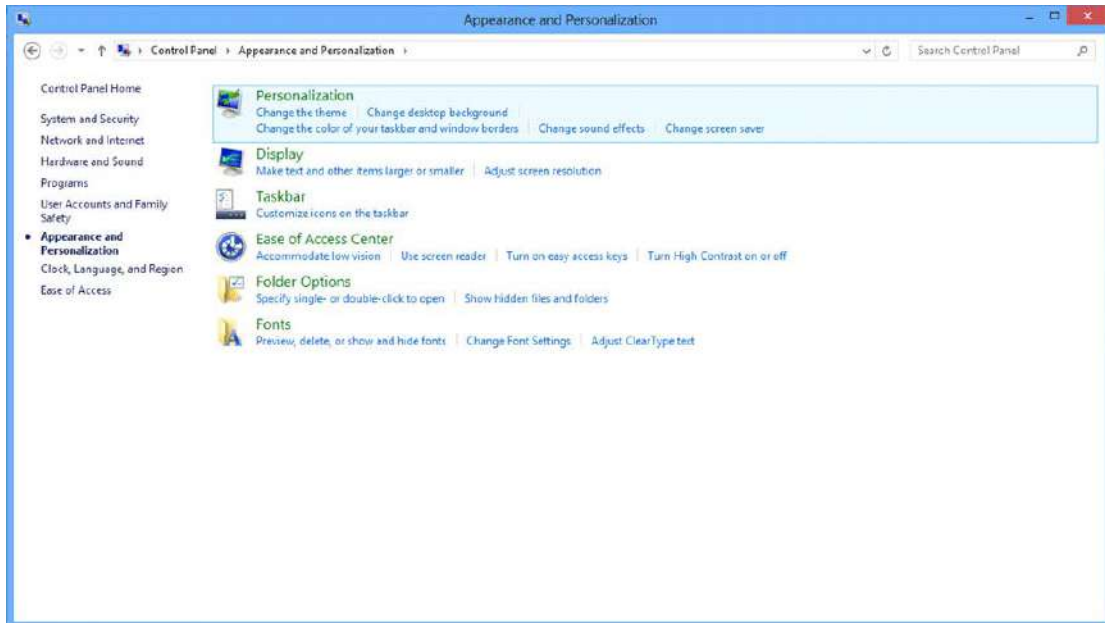 Appearance and Personalization
Control Panel › Appearance and Personalization ›
Search Control Panel
Control Panel Home
System and Security
Network and Internet
Hardware and Sound
Programs
User Accounts and Family
Safety
Appearance and
Personalization
Clock, Language, and Region
Ease of Access
Personalization
Change the theme
Change desktop background
Change the color of your taskbar and window borders
Change sound effects
Change screen saver
Display
Make text and other items larger or smaller
Adjust screen resolution
Taskbar
Customize icons on the taskbar
Ease of Access Center
Accommodate low vision
Use screen reader
Turn on easy access keys
Turn High Contrast on or off
Folder Options
Specify single- or double-click to open
Show hidden files and folders
Fonts
Preview, delete, or show and hide fonts
Change Font Settings
Adjust ClearType text